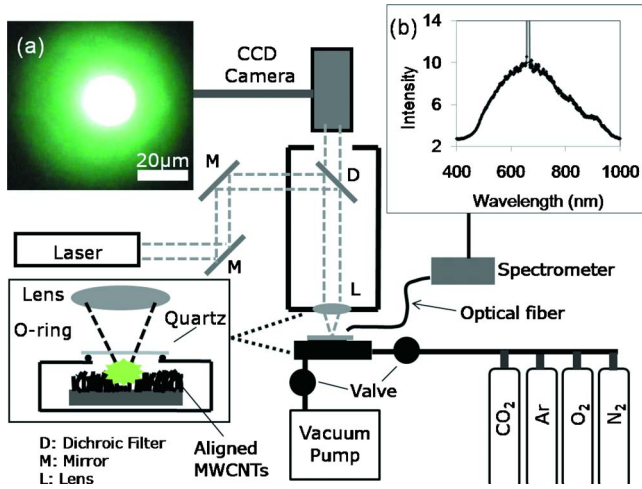 (a)
20µm
CCD
Camera
(b)
Intensity
14
10
6
2
400 600 800 1000
Wavelength (nm)
M
D
Laser
M
L
Spectrometer
Optical fiber
Lens
O-ring
Quartz
Aligned
MWCNTs
D: Dichroic Filter
M: Mirror
L: Lens
Valve
Vacuum
Pump
CO2
Ar
O2
N2